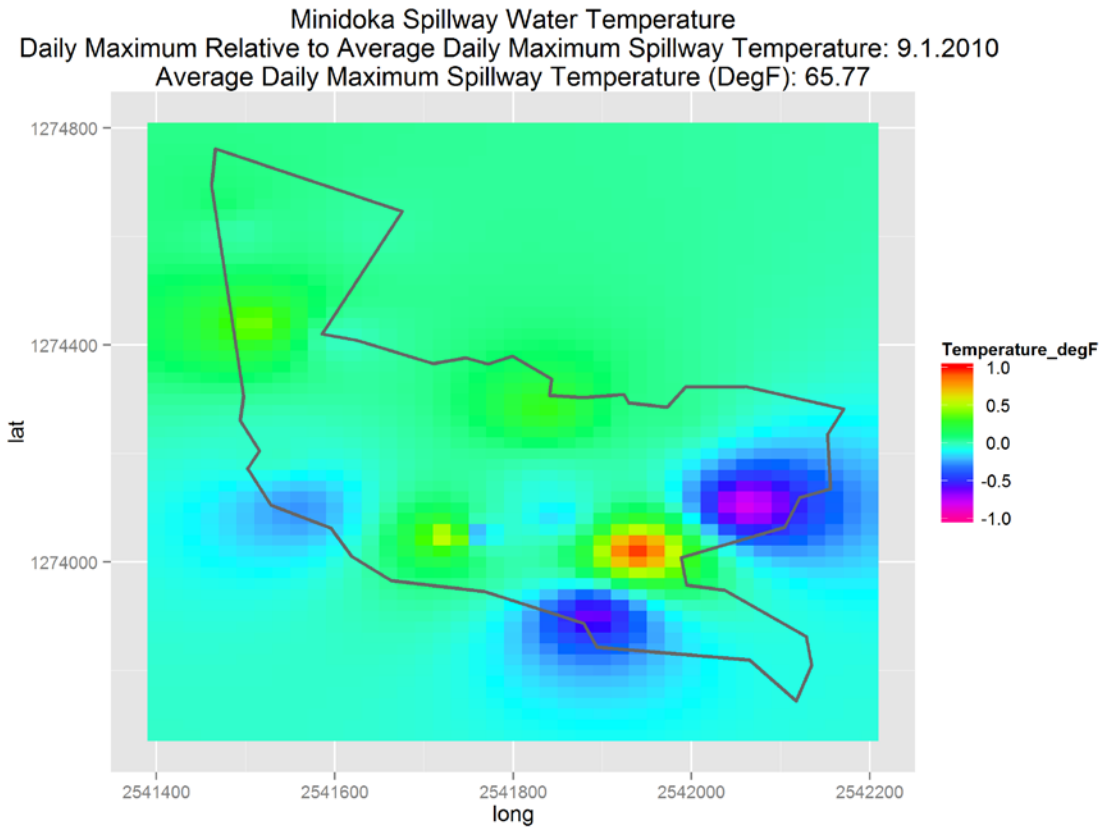 Minidoka Spillway Water Temperature
Daily Maximum Relative to Average Daily Maximum Spillway Temperature: 9.1.2010
Average Daily Maximum Spillway Temperature (DegF): 65.77
1274800
1274400
1274000
lat
2541400 2541600 2541800 2542000 2542200
long
Temperature_degF
1.0
0.5
0.0
-0.5
-1.0